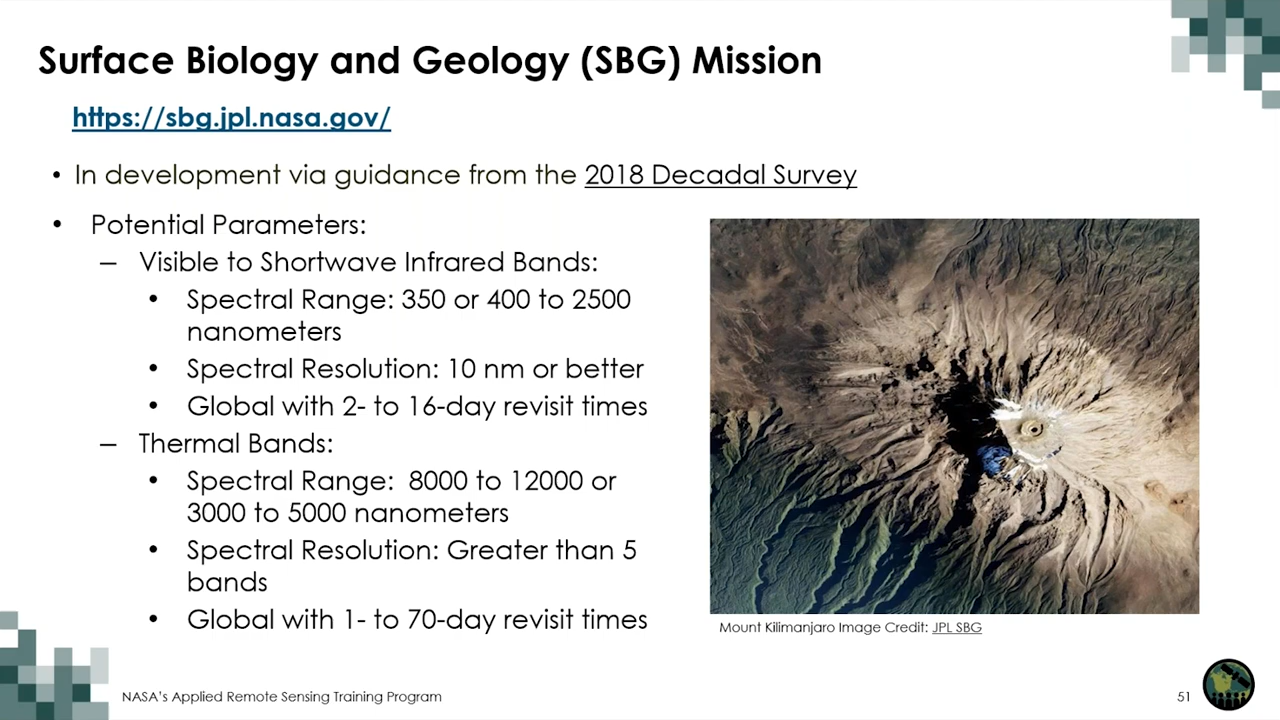 Surface Biology and Geology (SBG) Mission
https://sbg.jpl.nasa.gov/
• In development via guidance from the 2018 Decadal Survey
• Potential Parameters:
– Visible to Shortwave Infrared Bands:
• Spectral Range: 350 or 400 to 2500
nanometers
• Spectral Resolution: 10 nm or better
• Global with 2- to 16-day revisit times
– Thermal Bands:
• Spectral Range: 8000 to 12000 or
3000 to 5000 nanometers
• Spectral Resolution: Greater than 5
bands
• Global with 1- to 70-day revisit times
Mount Kilimanjaro Image Credit: JPL SBG
NASA's Applied Remote Sensing Training Program
51